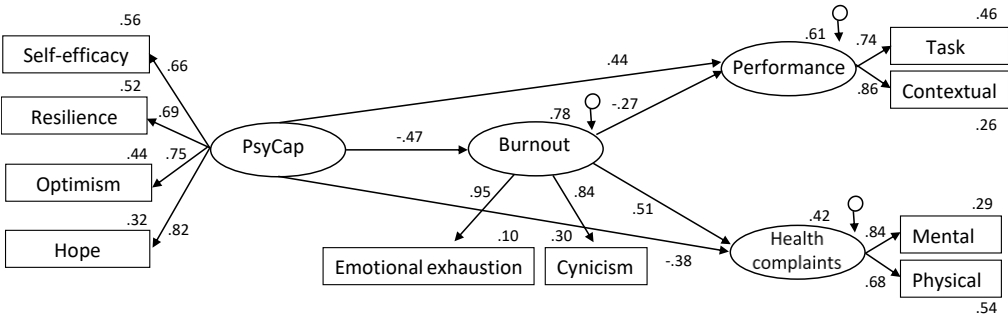 .56
Self-efficacy
.66
.52
Resilience
.69
.44
Optimism
.75
.32
Hope
.82
PsyCap
.44
-.47
-.38
.78
Burnout
-.27
.51
.95
.84
.10
Emotional exhaustion
.30
Cynicism
.61
Performance
.74
.86
.46
Task
Contextual
.26
.42
Health
complaints
.84
.68
.29
Mental
Physical
.54